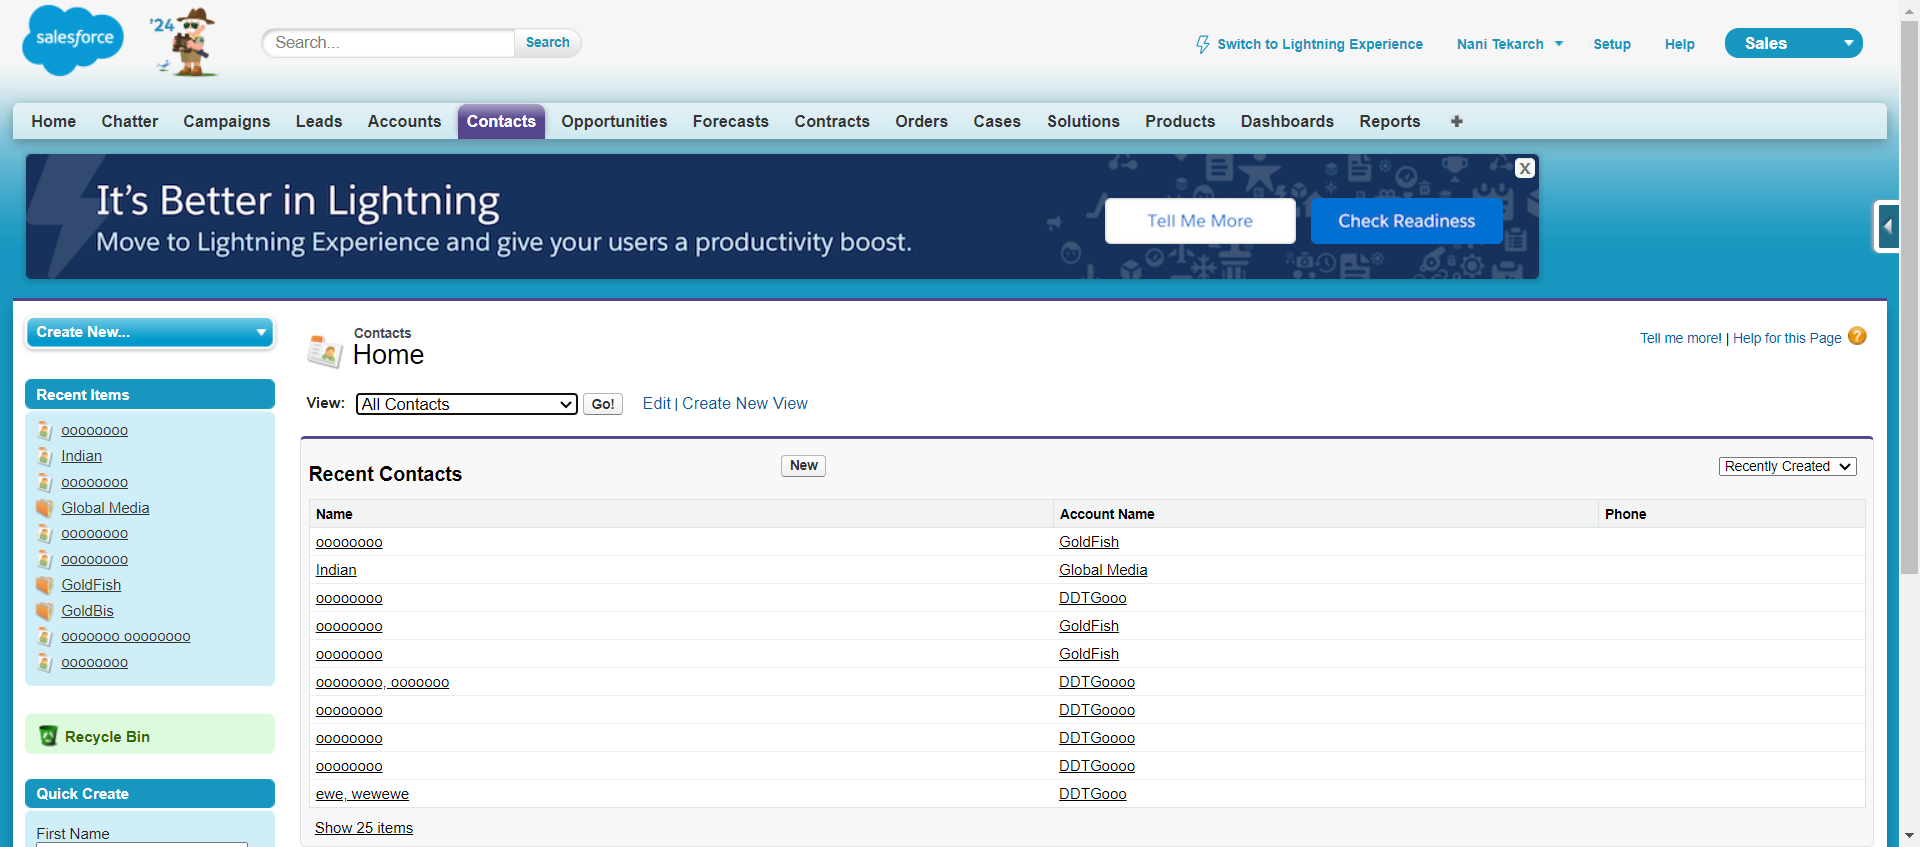 salesforce
'24
Search...
Search
Switch to Lightning Experience
Nani Tekarch
Setup
Help
Sales
Home Chatter Campaigns Leads Accounts Contacts Opportunities Forecasts Contracts Orders Cases Solutions Products Dashboards Reports +
It's Better in Lightning
Move to Lightning Experience and give your users a productivity boost.
Tell Me More
Check Readiness
X
Create New...
Recent Items
oooooooo
Indian
oooooooo
Global Media
oooooooo
oooooooo
GoldFish
GoldBis
ooooooo oooooooo
oooooooo
Recycle Bin
Quick Create
First Name
Contacts
Home
Tell me more! | Help for this Page ?
View: All Contacts Go! Edit | Create New View
Recent Contacts New Recently Created
Name Account Name Phone
oooooooo GoldFish
Indian Global Media
oooooooo DDTGooo
oooooooo GoldFish
oooooooo GoldFish
oooooooo, ooooooo DDTGoooo
oooooooo DDTGoooo
oooooooo DDTGoooo
oooooooo DDTGoooo
ewe, wewewe DDTGooo
Show 25 items